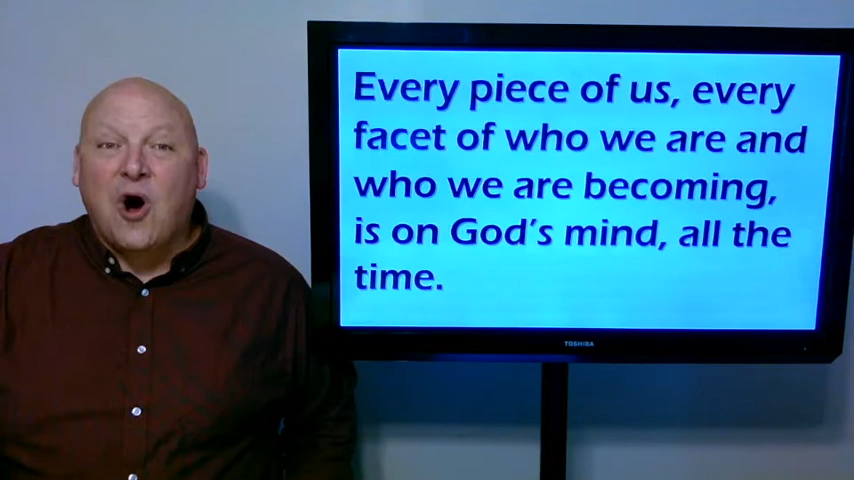 Every piece of us, every
facet of who we are and
who we are becoming,
is on God's mind, all the
time.
TOSHIBA